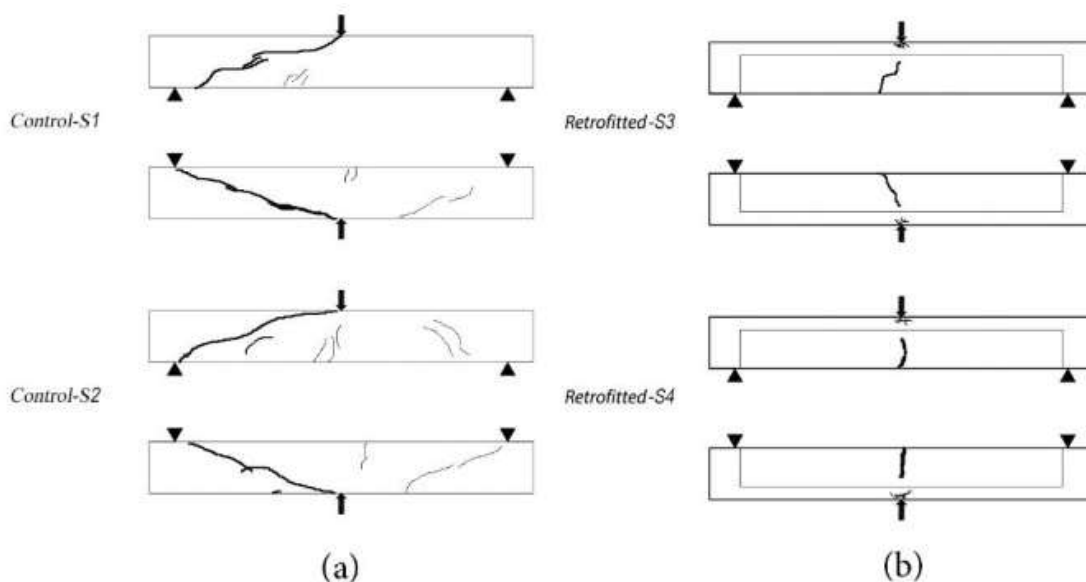 Control-S1
Retrofitted-S3
Control-S2
Retrofitted-S4
(a)
(b)